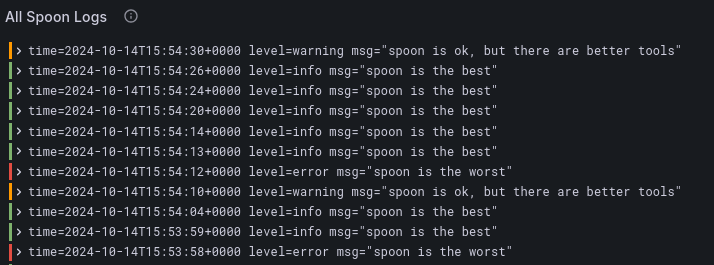 All Spoon Logs
time=2024-10-14T15:54:30+0000 level=warning msg="spoon is ok, but there are better tools"
time=2024-10-14T15:54:26+0000 level=info msg="spoon is the best"
time=2024-10-14T15:54:24+0000 level=info msg="spoon is the best"
time=2024-10-14T15:54:20+0000 level=info msg="spoon is the best"
time=2024-10-14T15:54:14+0000 level=info msg="spoon is the best"
time=2024-10-14T15:54:13+0000 level=info msg="spoon is the best"
time=2024-10-14T15:54:12+0000 level=error msg="spoon is the worst"
time=2024-10-14T15:54:10+0000 level=warning msg="spoon is ok, but there are better tools"
time=2024-10-14T15:54:04+0000 level=info msg="spoon is the best"
time=2024-10-14T15:53:59+0000 level=info msg="spoon is the best"
time=2024-10-14T15:53:58+0000 level=error msg="spoon is the worst"